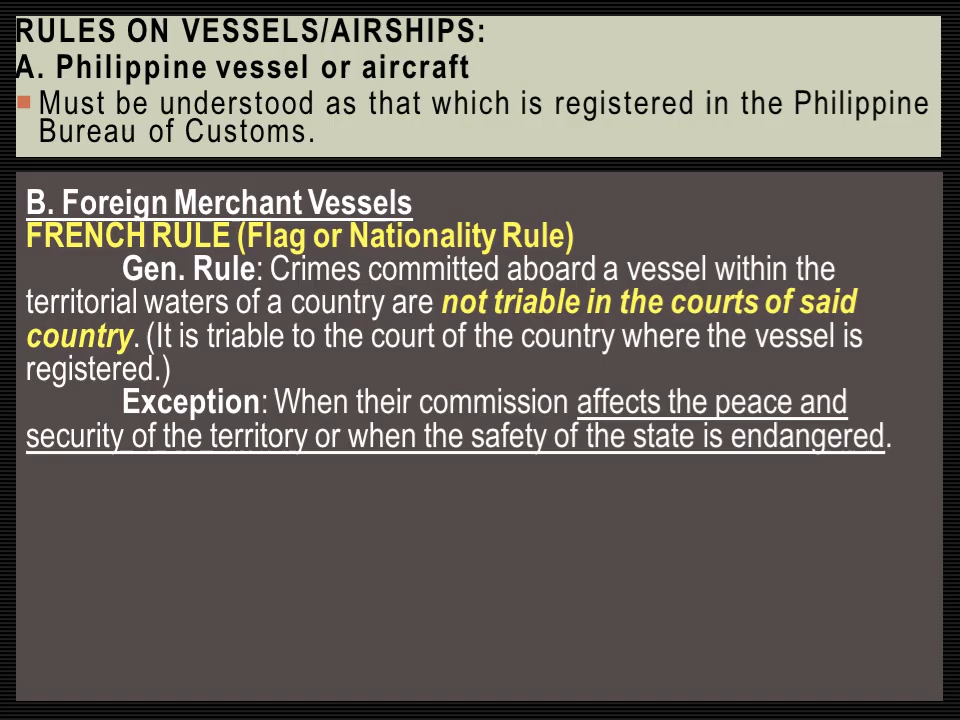 RULES ON VESSELS/AIRSHIPS:
A. Philippine vessel or aircraft
Must be understood as that which is registered in the Philippine
Bureau of Customs.
B. Foreign Merchant Vessels
FRENCH RULE (Flag or Nationality Rule)
Gen. Rule: Crimes committed aboard a vessel within the
territorial waters of a country are not triable in the courts of said
country. (It is triable to the court of the country where the vessel is
registered.)
Exception: When their commission affects the peace and
security of the territory or when the safety of the state is endangered.